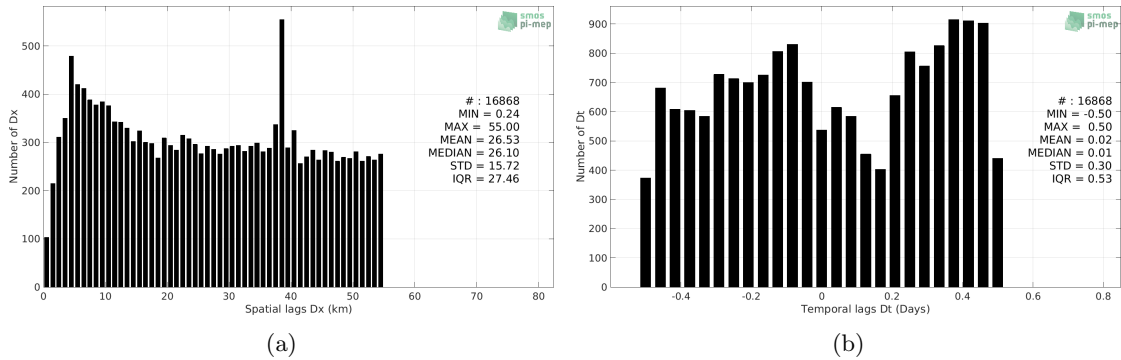 smos
pi-mep
500
400
300
200
100
0
Number of Dx
# : 16868
MIN = 0.24
MAX = 55.00
MEAN = 26.53
MEDIAN = 26.10
STD = 15.72
IQR = 27.46
0 10 20 30 40 50 60 70 80
Spatial lags Dx (km)
(a)
smos
pi-mep
900
800
700
600
500
400
300
200
100
0
Number of Dt
# : 16868
MIN = -0.50
MAX = 0.50
MEAN = 0.02
MEDIAN = 0.01
STD = 0.30
IQR = 0.53
-0.4 -0.2 0 0.2 0.4 0.6 0.8
Temporal lags Dt (Days)
(b)